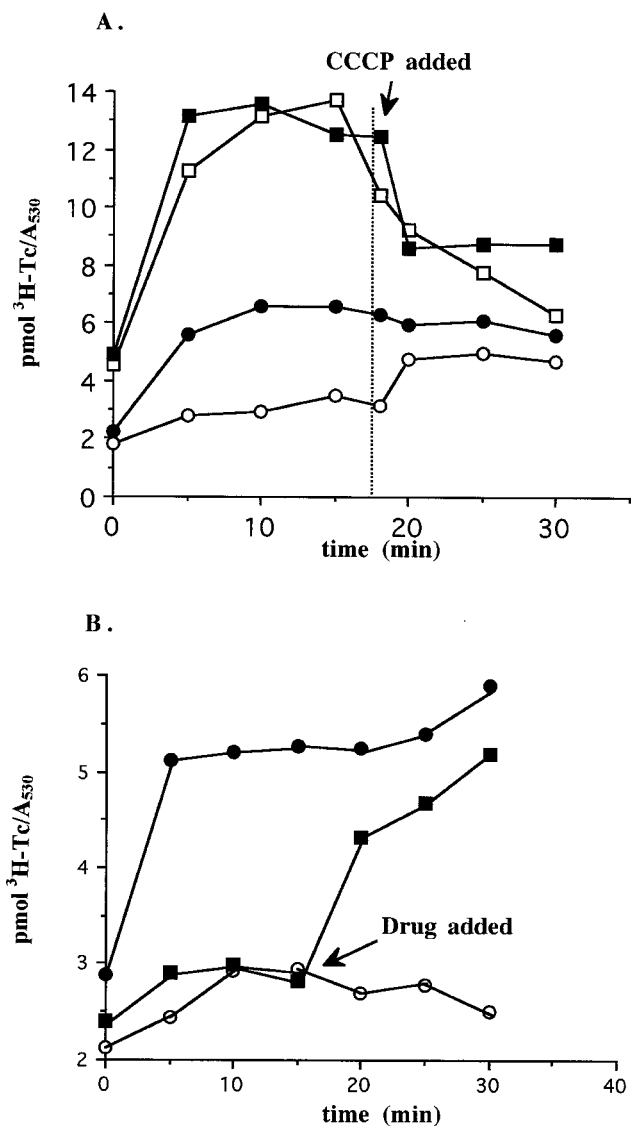 A.
CCCP added
14
12
10
8
6
4
2
0
pmol ³H-Tc/A₅₃₀
0 10 20 30
time (min)
B.
6
5
4
3
2
pmol ³H-Tc/A₅₃₀
Drug added
0 10 20 30 40
time (min)